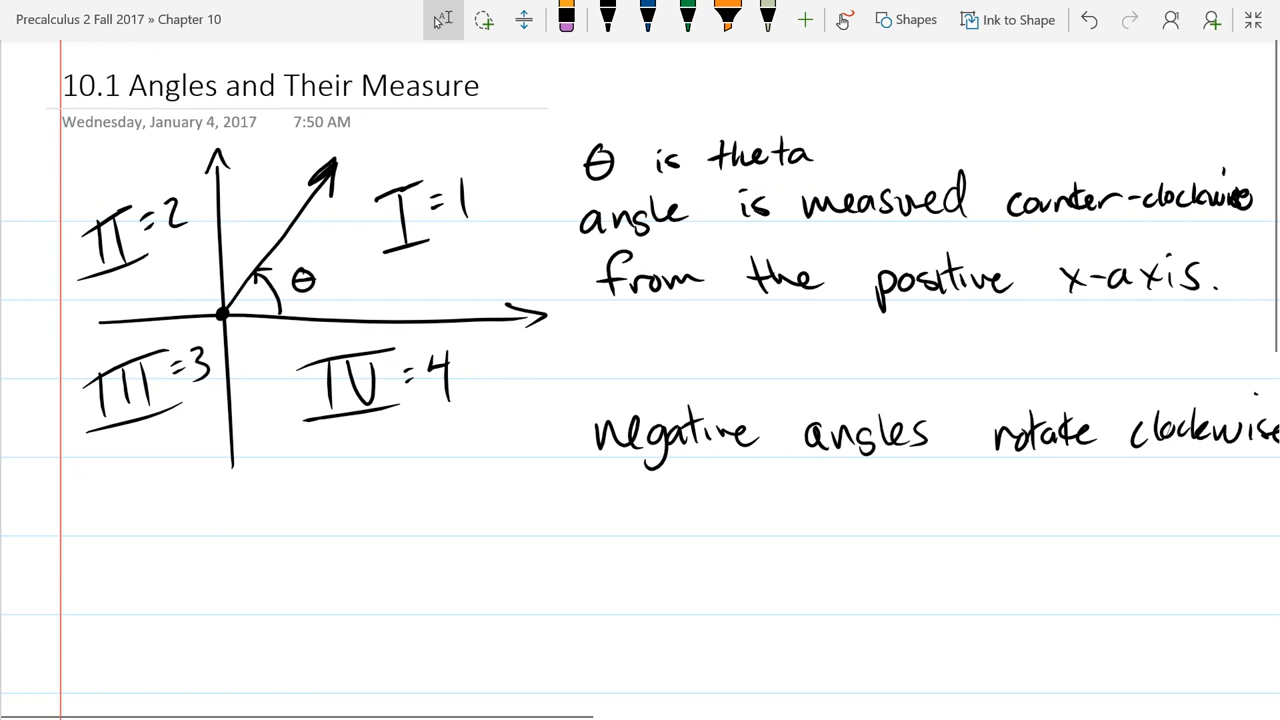 Precalculus 2 Fall 2017 » Chapter 10
Shapes
Ink to Shape
10.1 Angles and Their Measure
Wednesday, January 4, 2017 7:50 AM
II = 2
I = 1
θ
III = 3
IV = 4
θ is theta
angle is measured counter-clockwise
from the positive x-axis.
negative angles rotate clockwise